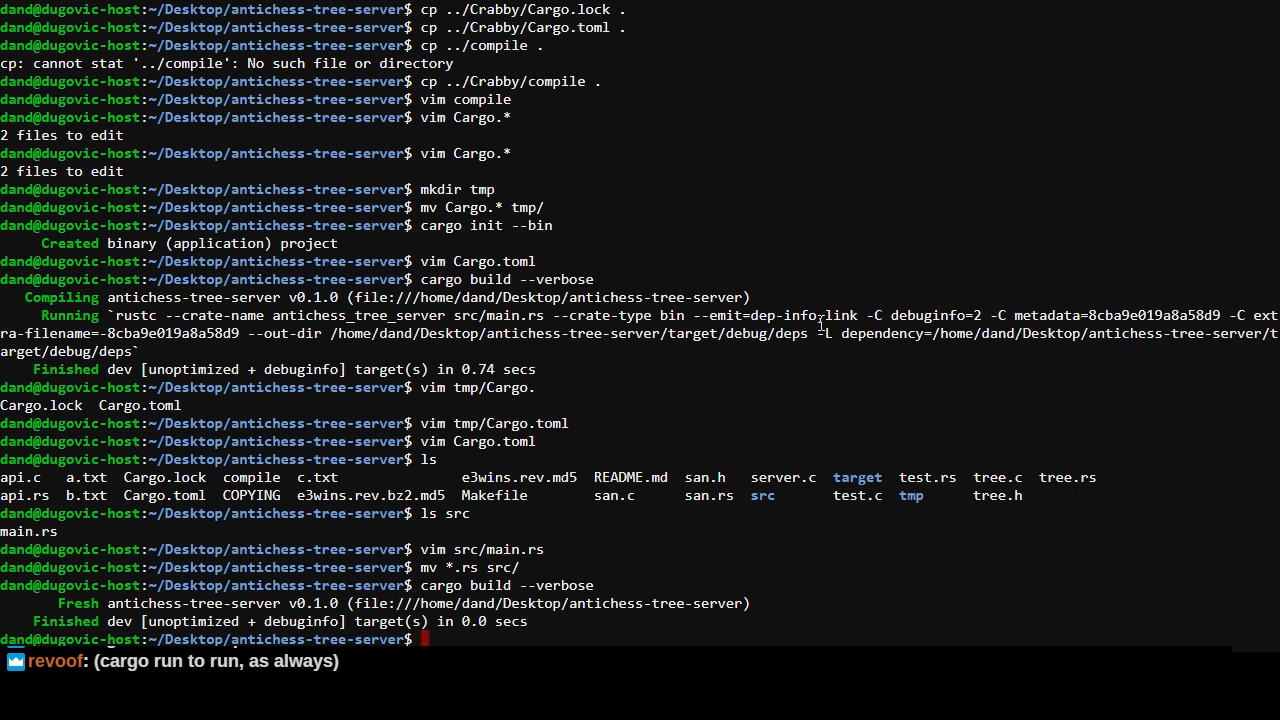 dand@dugovic-host:~/Desktop/antichess-tree-server$ cp ../Crabby/Cargo.lock .
dand@dugovic-host:~/Desktop/antichess-tree-server$ cp ../Crabby/Cargo.toml .
dand@dugovic-host:~/Desktop/antichess-tree-server$ cp ../compile .
cp: cannot stat '../compile': No such file or directory
dand@dugovic-host:~/Desktop/antichess-tree-server$ cp ../Crabby/compile .
dand@dugovic-host:~/Desktop/antichess-tree-server$ vim compile
dand@dugovic-host:~/Desktop/antichess-tree-server$ vim Cargo.*
2 files to edit
dand@dugovic-host:~/Desktop/antichess-tree-server$ vim Cargo.*
2 files to edit
dand@dugovic-host:~/Desktop/antichess-tree-server$ mkdir tmp
dand@dugovic-host:~/Desktop/antichess-tree-server$ mv Cargo.* tmp/
dand@dugovic-host:~/Desktop/antichess-tree-server$ cargo init --bin
     Created binary (application) project
dand@dugovic-host:~/Desktop/antichess-tree-server$ vim Cargo.toml
dand@dugovic-host:~/Desktop/antichess-tree-server$ cargo build --verbose
   Compiling antichess-tree-server v0.1.0 (file:///home/dand/Desktop/antichess-tree-server)
     Running `rustc --crate-name antichess_tree_server src/main.rs --crate-type bin --emit=dep-info,link -C debuginfo=2 -C metadata=8cba9e019a8a58d9 -C ext
ra-filename=-8cba9e019a8a58d9 --out-dir /home/dand/Desktop/antichess-tree-server/target/debug/deps -L dependency=/home/dand/Desktop/antichess-tree-server/t
arget/debug/deps`
    Finished dev [unoptimized + debuginfo] target(s) in 0.74 secs
dand@dugovic-host:~/Desktop/antichess-tree-server$ vim tmp/Cargo.
Cargo.lock  Cargo.toml
dand@dugovic-host:~/Desktop/antichess-tree-server$ vim tmp/Cargo.toml
dand@dugovic-host:~/Desktop/antichess-tree-server$ vim Cargo.toml
dand@dugovic-host:~/Desktop/antichess-tree-server$ ls
api.c   a.txt  Cargo.lock  compile  c.txt               e3wins.rev.md5  README.md  san.h   server.c  target  test.rs  tree.c  tree.rs
api.rs  b.txt  Cargo.toml  COPYING  e3wins.rev.bz2.md5  Makefile        san.c      san.rs  src       test.c  tmp      tree.h
dand@dugovic-host:~/Desktop/antichess-tree-server$ ls src
main.rs
dand@dugovic-host:~/Desktop/antichess-tree-server$ vim src/main.rs
dand@dugovic-host:~/Desktop/antichess-tree-server$ mv *.rs src/
dand@dugovic-host:~/Desktop/antichess-tree-server$ cargo build --verbose
       Fresh antichess-tree-server v0.1.0 (file:///home/dand/Desktop/antichess-tree-server)
    Finished dev [unoptimized + debuginfo] target(s) in 0.0 secs
dand@dugovic-host:~/Desktop/antichess-tree-server$
revoof: (cargo run to run, as always)